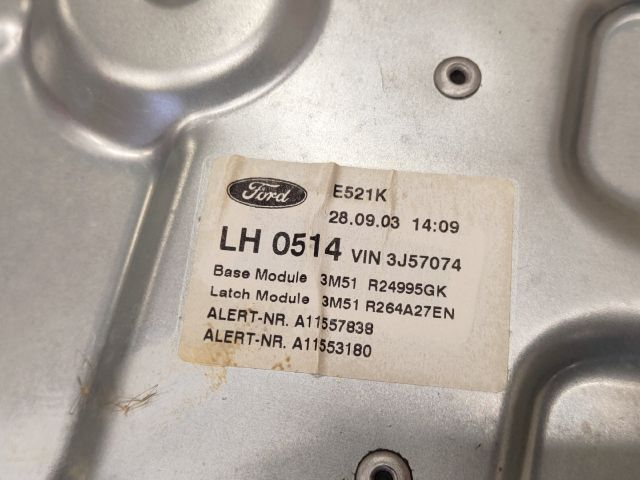 Ford E521K
28.09.03 14:09
LH 0514 VIN 3J57074
Base Module 3M51 R24995GK
Latch Module 3M51 R264A27EN
ALERT-NR. A11557838
ALERT-NR. A11553180